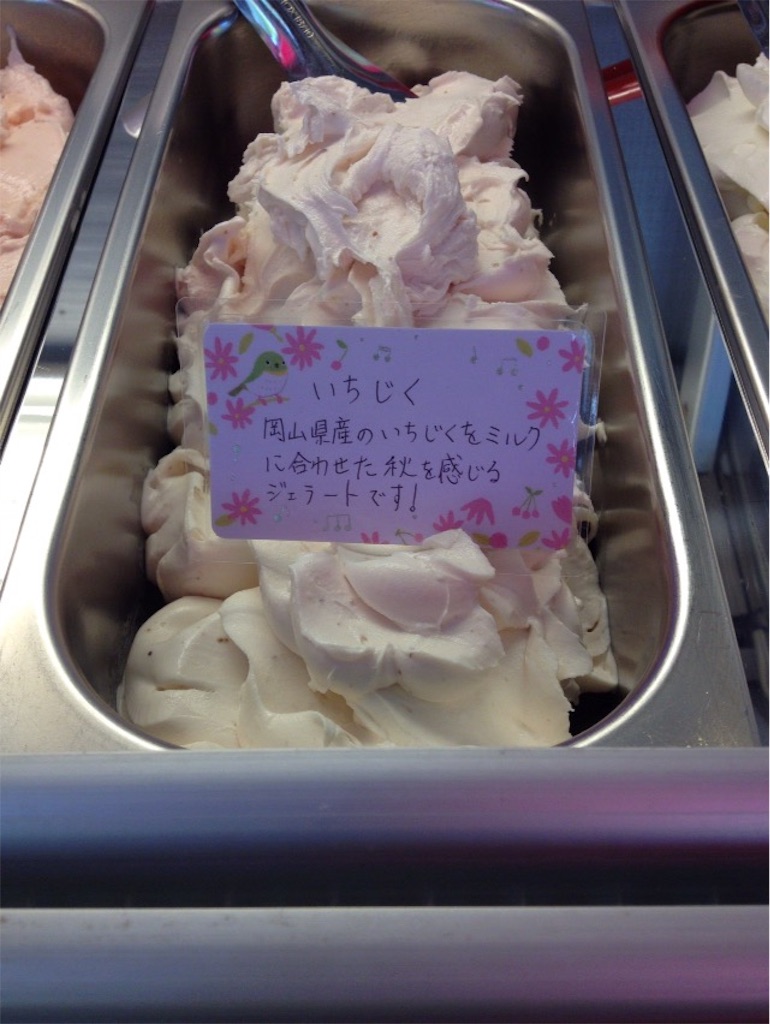 いちじく
岡山県産のいちじくをミルク
に合わせた秋を感じる
ジェラートです!